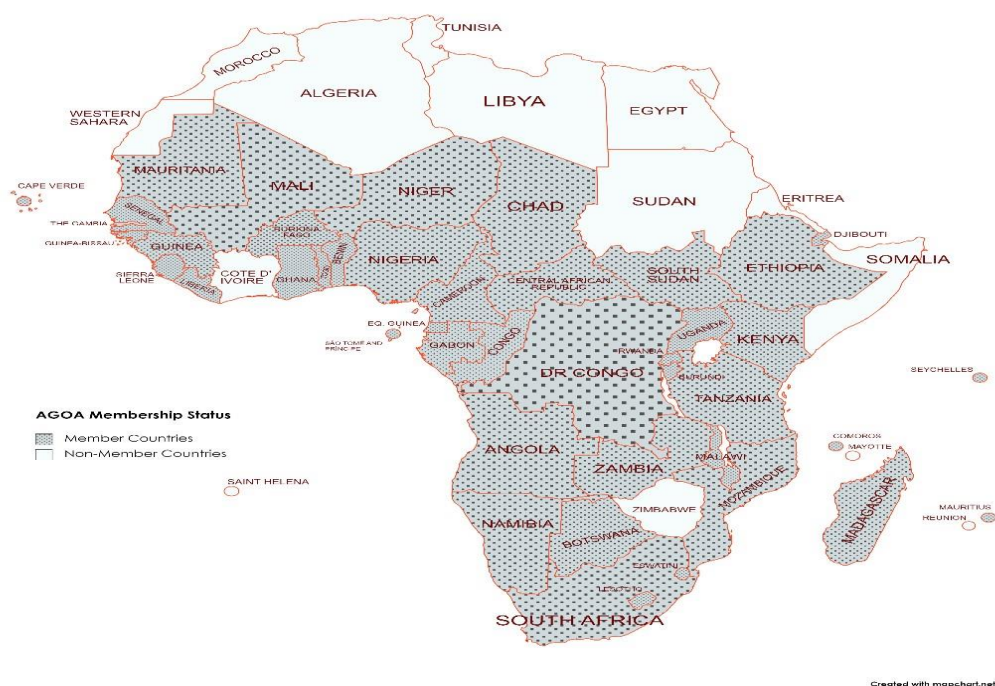 TUNISIA
MOROCCO
ALGERIA
LIBYA
EGYPT
WESTERN
SAHARA
MAURITANIA
MALI
NIGER
CHAD
SUDAN
ERITREA
CAPE VERDE
SENEGAL
THE GAMBIA
GUINEA-BISSAU
GUINEA
SIERRA
LEONE
LIBERIA
COTE D'
IVOIRE
BURKINA
FASO
GHANA
TOGO
BENIN
NIGERIA
CAMEROON
CENTRAL AFRICAN
REPUBLIC
SOUTH
SUDAN
ETHIOPIA
DJIBOUTI
SOMALIA
EQ. GUINEA
SÃO TOMÉ AND
PRÍNCIPE
GABON
CONGO
DR CONGO
UGANDA
KENYA
RWANDA
BURUNDI
TANZANIA
SEYCHELLES
AGOA Membership Status
Member Countries
Non-Member Countries
SAINT HELENA
ANGOLA
ZAMBIA
MALAWI
MOZAMBIQUE
COMOROS
MAYOTTE
MADAGASCAR
MAURITIUS
REUNION
ZIMBABWE
NAMIBIA
BOTSWANA
ESWATINI
LESOTHO
SOUTH AFRICA
Created with mapchart.net